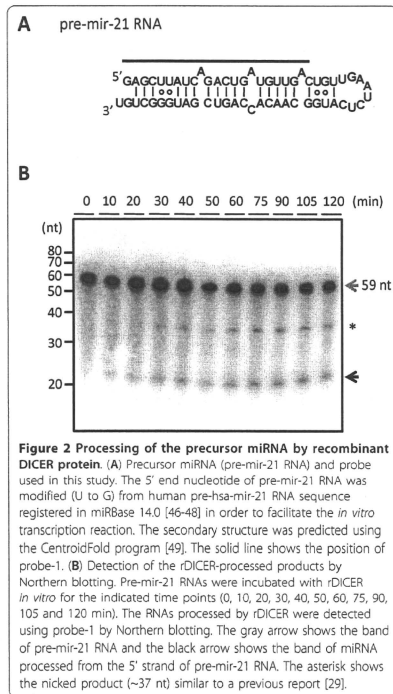 A pre-mir-21 RNA
5' GAGCUUAUCAGACUGAUGUUGACUGUUGAA
U
3' UGUCGGGUAG CUGACCACAACGGUACUCU
B
0 10 20 30 40 50 60 75 90 105 120 (min)
(nt)
80
70
60
50
59 nt
40
*
30
20
Figure 2 Processing of the precursor miRNA by recombinant
DICER protein. (A) Precursor miRNA (pre-mir-21 RNA) and probe
used in this study. The 5' end nucleotide of pre-mir-21 RNA was
modified (U to G) from human pre-hsa-mir-21 RNA sequence
registered in miRBase 14.0 [46-48] in order to facilitate the in vitro
transcription reaction. The secondary structure was predicted using
the CentroidFold program [49]. The solid line shows the position of
probe-1. (B) Detection of the rDICER-processed products by
Northern blotting. Pre-mir-21 RNAs were incubated with rDICER
in vitro for the indicated time points (0, 10, 20, 30, 40, 50, 60, 75, 90,
105 and 120 min). The RNAs processed by rDICER were detected
using probe-1 by Northern blotting. The gray arrow shows the band
of pre-mir-21 RNA and the black arrow shows the band of miRNA
processed from the 5' strand of pre-mir-21 RNA. The asterisk shows
the nicked product (~37 nt) similar to a previous report [29].